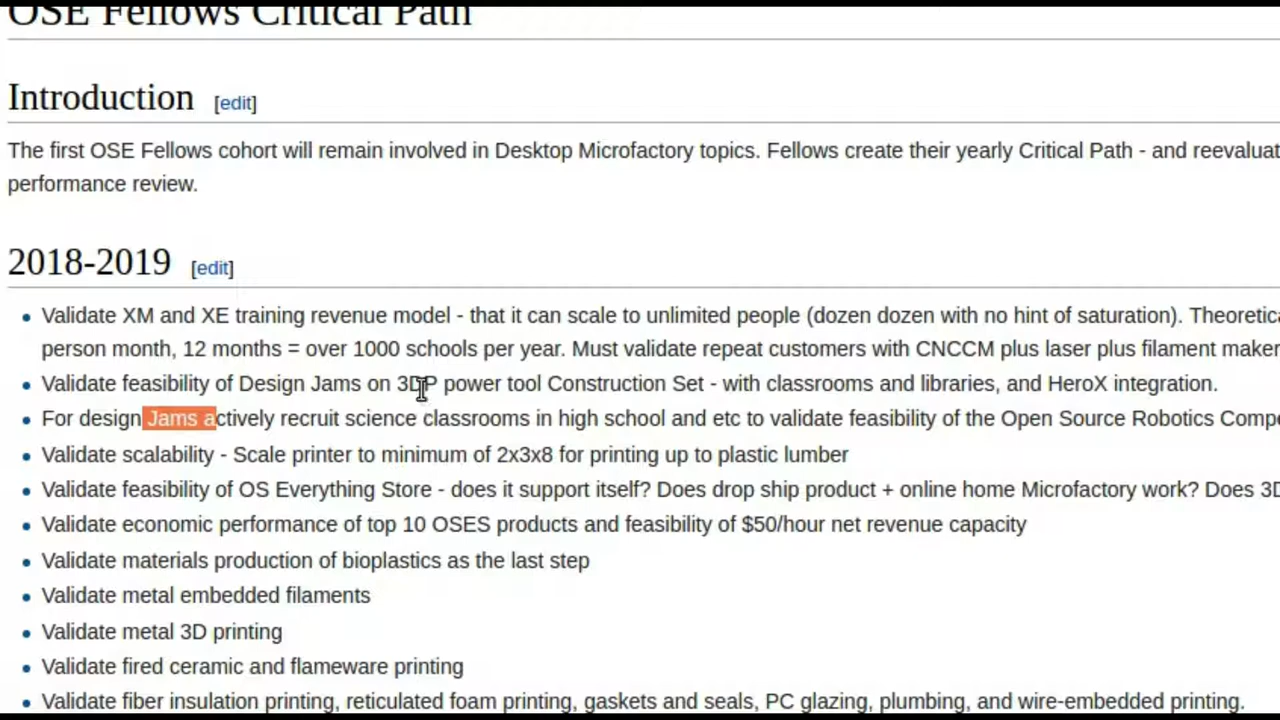 OSE Fellows Critical Path
Introduction [edit]
The first OSE Fellows cohort will remain involved in Desktop Microfactory topics. Fellows create their yearly Critical Path - and reevaluat
performance review.
2018-2019 [edit]
Validate XM and XE training revenue model - that it can scale to unlimited people (dozen dozen with no hint of saturation). Theoretica
person month, 12 months = over 1000 schools per year. Must validate repeat customers with CNCCM plus laser plus filament maker
Validate feasibility of Design Jams on 3DP power tool Construction Set - with classrooms and libraries, and HeroX integration.
For design Jams actively recruit science classrooms in high school and etc to validate feasibility of the Open Source Robotics Compe
Validate scalability - Scale printer to minimum of 2x3x8 for printing up to plastic lumber
Validate feasibility of OS Everything Store - does it support itself? Does drop ship product + online home Microfactory work? Does 3D
Validate economic performance of top 10 OSES products and feasibility of $50/hour net revenue capacity
Validate materials production of bioplastics as the last step
Validate metal embedded filaments
Validate metal 3D printing
Validate fired ceramic and flameware printing
Validate fiber insulation printing, reticulated foam printing, gaskets and seals, PC glazing, plumbing, and wire-embedded printing.